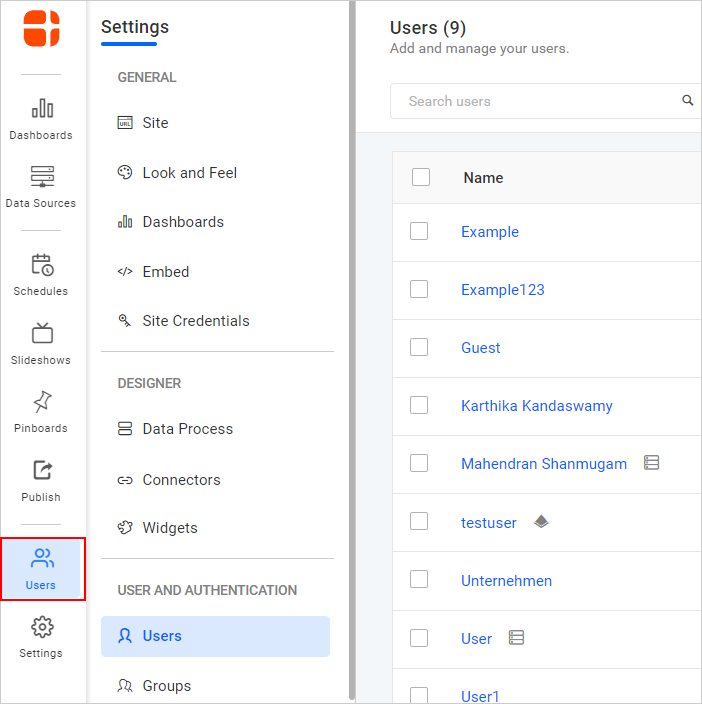 Dashboards
Data Sources
Schedules
Slideshows
Pinboards
Publish
Users
Settings
Settings
GENERAL
URL Site
Look and Feel
Dashboards
</> Embed
Site Credentials
DESIGNER
Data Process
Connectors
Widgets
USER AND AUTHENTICATION
Users
Groups
Users (9)
Add and manage your users.
Search users
Name
Example
Example123
Guest
Karthika Kandaswamy
Mahendran Shanmugam
testuser
Unternehmen
User
User1